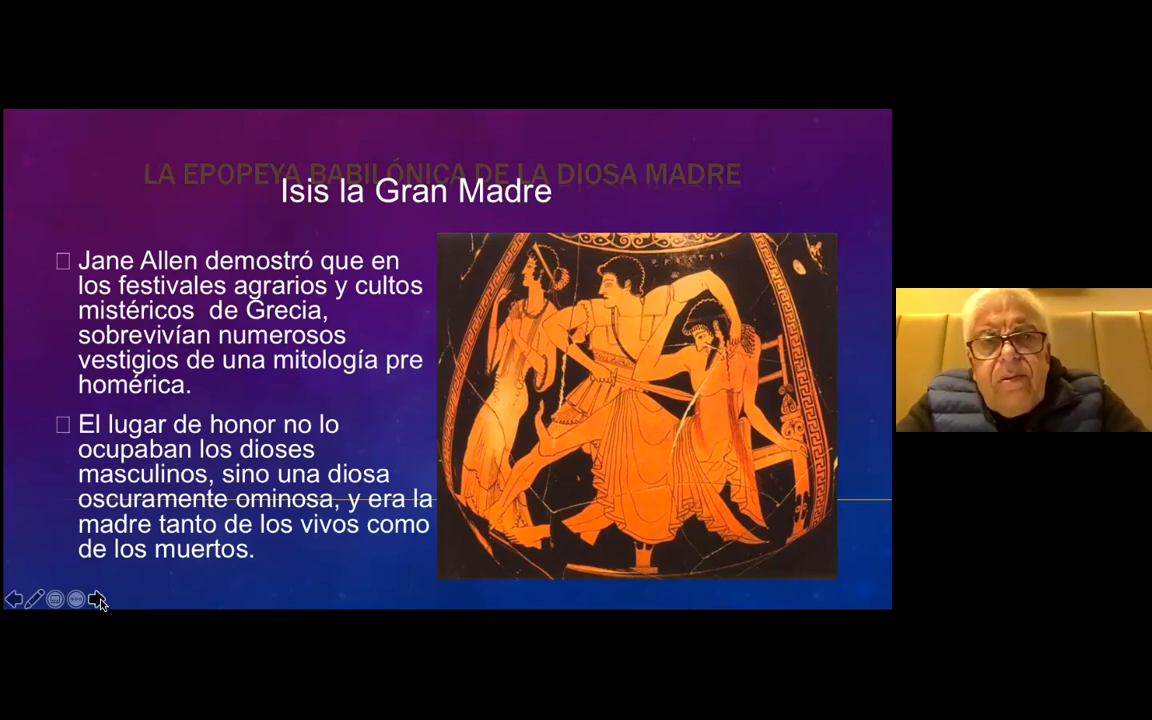 LA EPOPEYA BABILÓNICA DE LA DIOSA MADRE
Isis la Gran Madre
Jane Allen demostró que en
los festivales agrarios y cultos
mistéricos de Grecia,
sobrevivían numerosos
vestigios de una mitología pre
homérica.
El lugar de honor no lo
ocupaban los dioses
masculinos, sino una diosa
oscuramente ominosa, y era la
madre tanto de los vivos como
de los muertos.